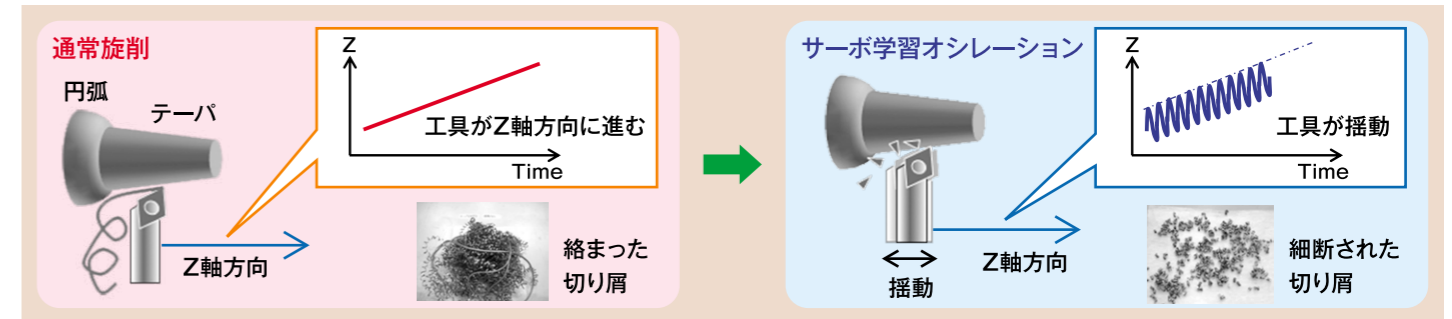 通常旋削
円弧
テーパ
Z
工具がZ軸方向に進む
Time
Z軸方向
絡まった
切り屑
サーボ学習オシレーション
Z
工具が揺動
Time
揺動
Z軸方向
細断された
切り屑